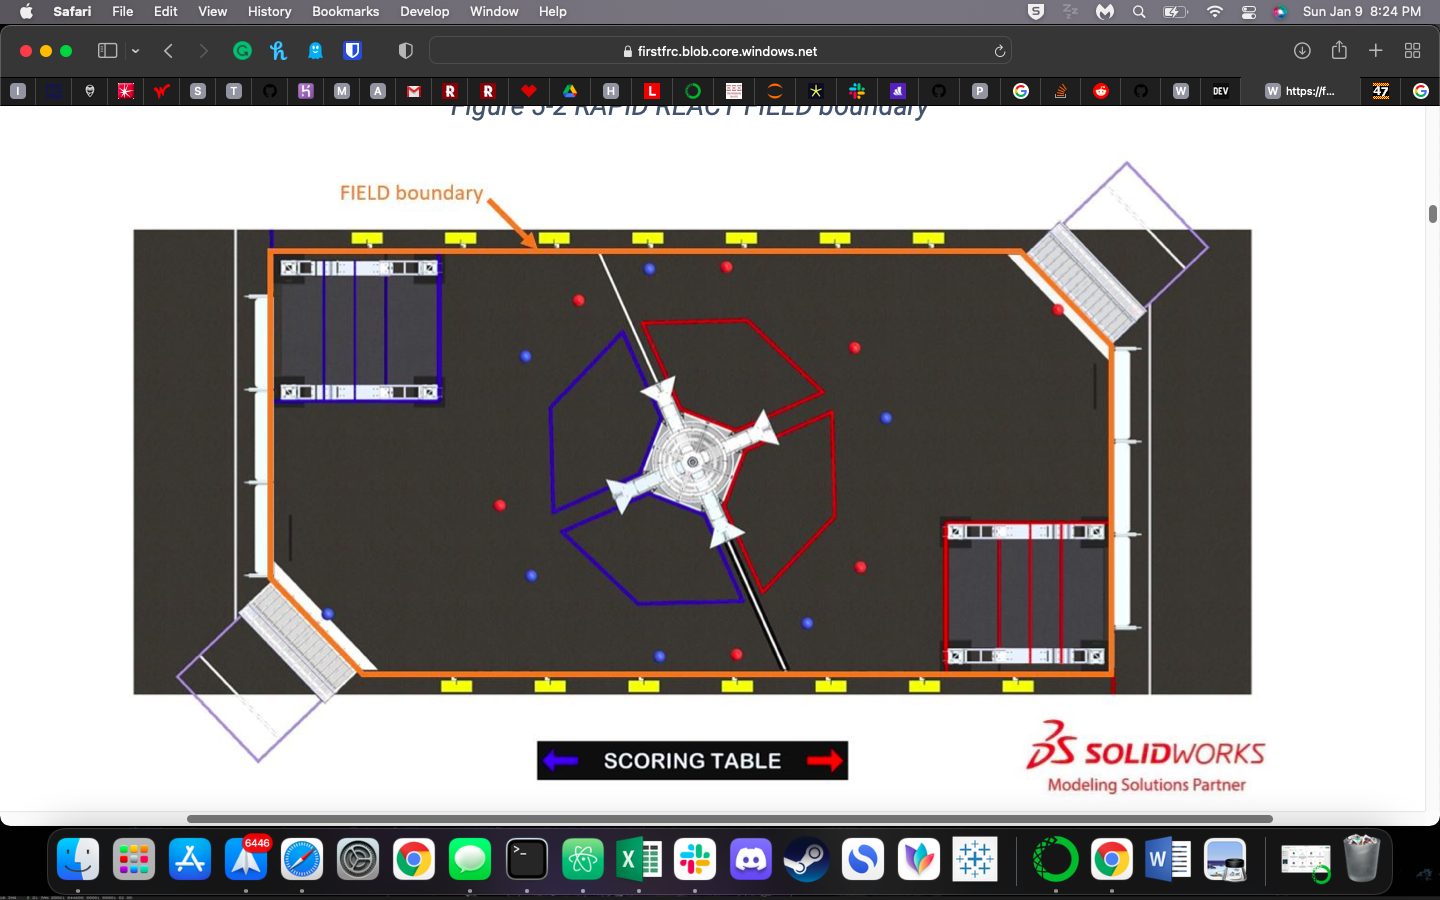 Safari File Edit View History Bookmarks Develop Window Help S Sun Jan 9 8:24 PM
firstfrc.blob.core.windows.net
I S T M A R R H L P W DEV W https://f... 47
Figure 5-2 RAPID REACT FIELD boundary
FIELD boundary
SCORING TABLE
SOLIDWORKS
Modeling Solutions Partner
6446